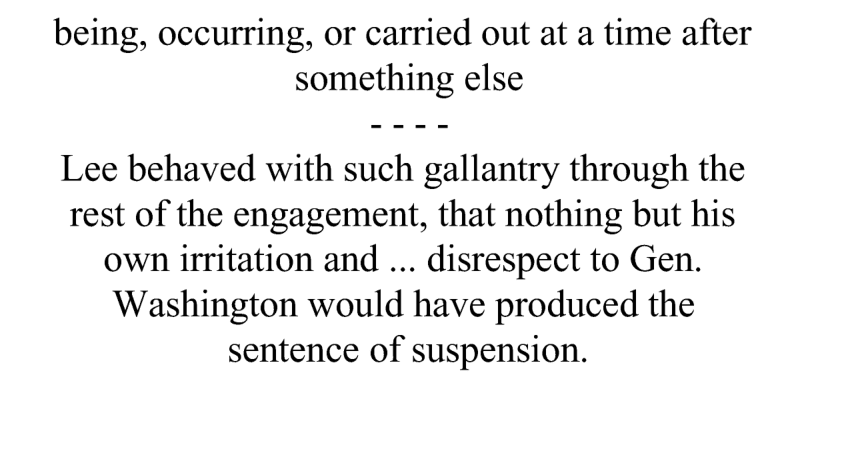 being, occurring, or carried out at a time after
something else
- - - -
Lee behaved with such gallantry through the
rest of the engagement, that nothing but his
own irritation and ... disrespect to Gen.
Washington would have produced the
sentence of suspension.